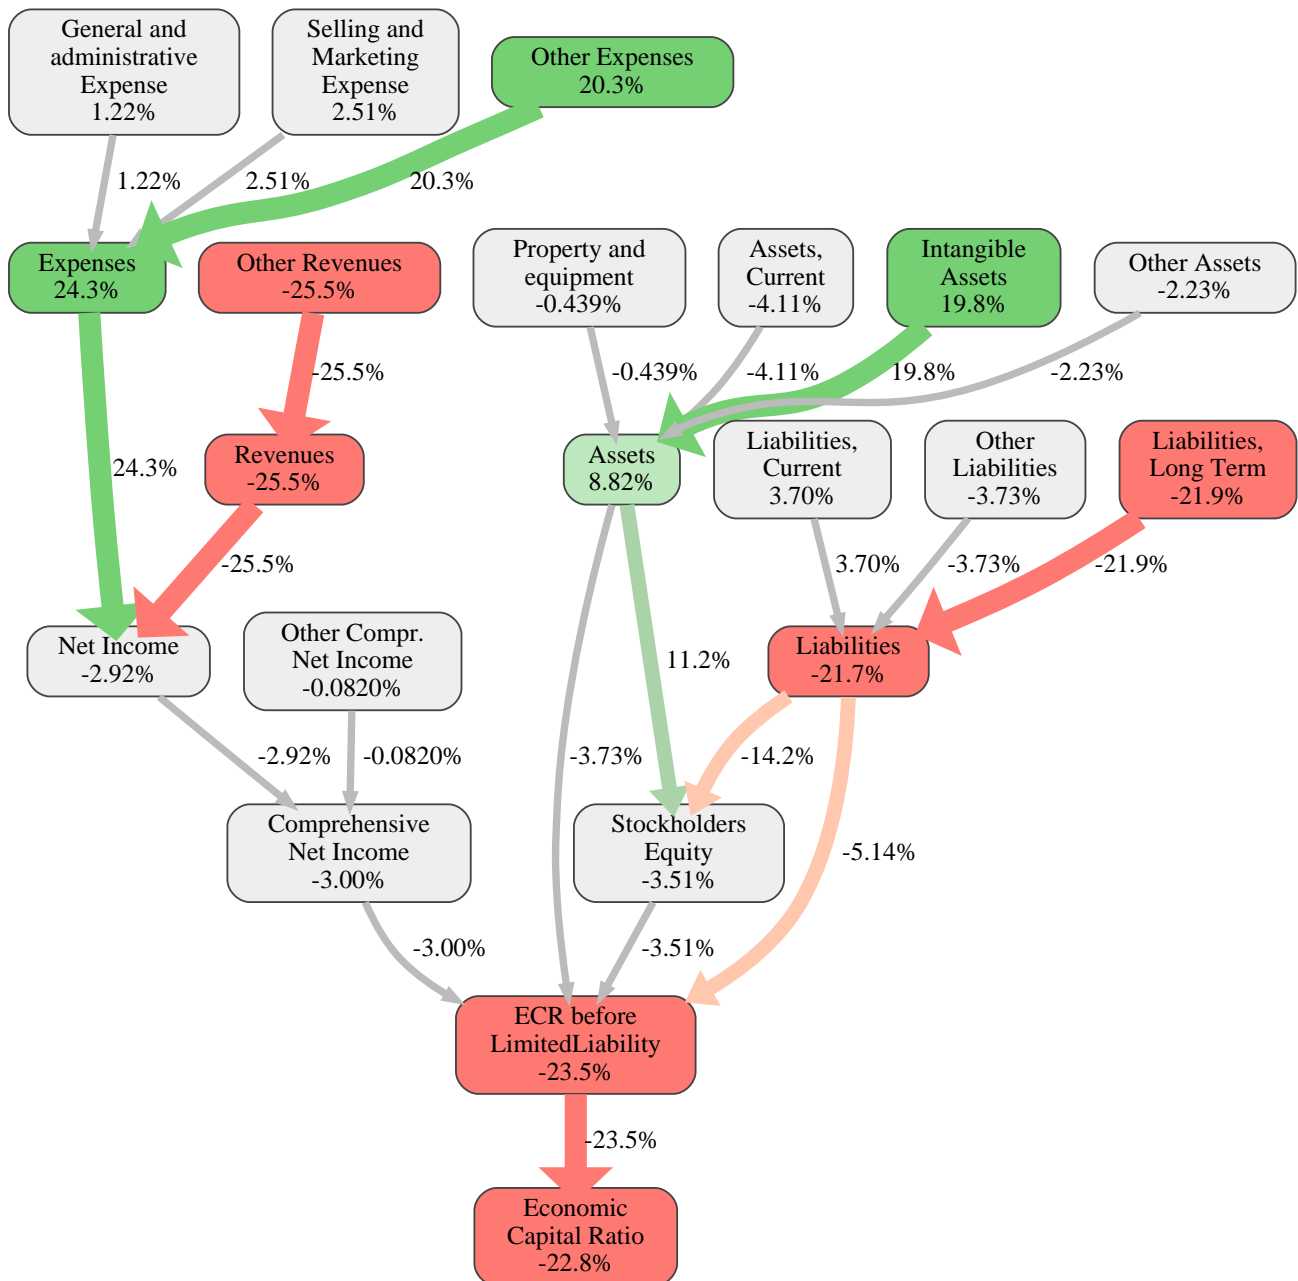 General and
administrative
Expense
1.22%
Selling and
Marketing
Expense
2.51%
Other Expenses
20.3%
1.22%
2.51%
20.3%
Expenses
24.3%
Other Revenues
-25.5%
Property and
equipment
-0.439%
Assets,
Current
-4.11%
Intangible
Assets
19.8%
Other Assets
-2.23%
-25.5%
-0.439%
-4.11%
19.8%
-2.23%
Revenues
-25.5%
Assets
8.82%
Liabilities,
Current
3.70%
Other
Liabilities
-3.73%
Liabilities,
Long Term
-21.9%
24.3%
-25.5%
3.70%
-3.73%
-21.9%
Net Income
-2.92%
Other Compr.
Net Income
-0.0820%
11.2%
Liabilities
-21.7%
-2.92%
-0.0820%
-3.73%
-14.2%
Comprehensive
Net Income
-3.00%
Stockholders
Equity
-3.51%
-5.14%
-3.00%
-3.51%
ECR before
LimitedLiability
-23.5%
-23.5%
Economic
Capital Ratio
-22.8%